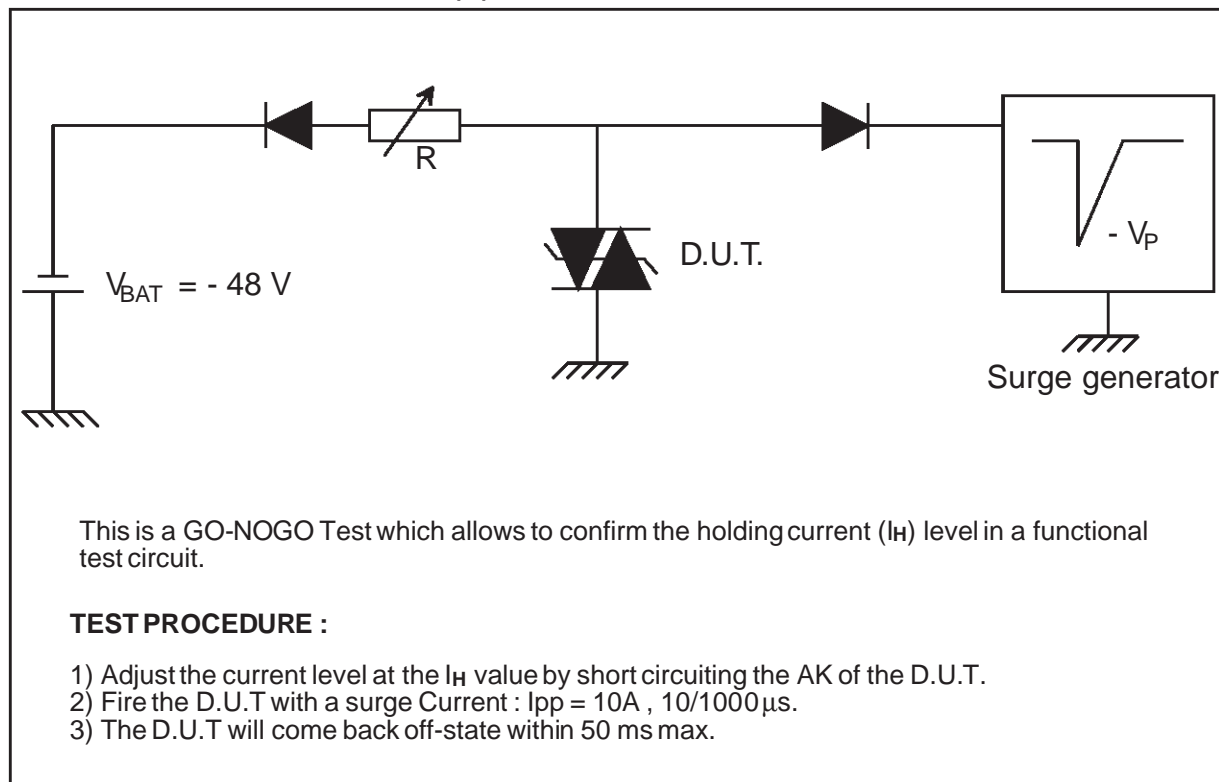 R
D.U.T.
- VP
VBAT = - 48 V
Surge generator
This is a GO-NOGO Test which allows to confirm the holding current (IH) level in a functional
test circuit.
TEST PROCEDURE :
1) Adjust the current level at the IH value by short circuiting the AK of the D.U.T.
2) Fire the D.U.T with a surge Current : Ipp = 10A , 10/1000µs.
3) The D.U.T will come back off-state within 50 ms max.